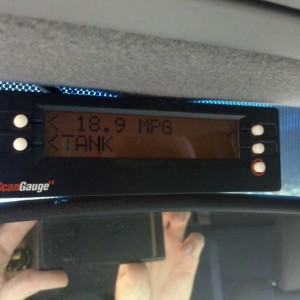 < 18.9 MPG
<TANK
ScanGauge II